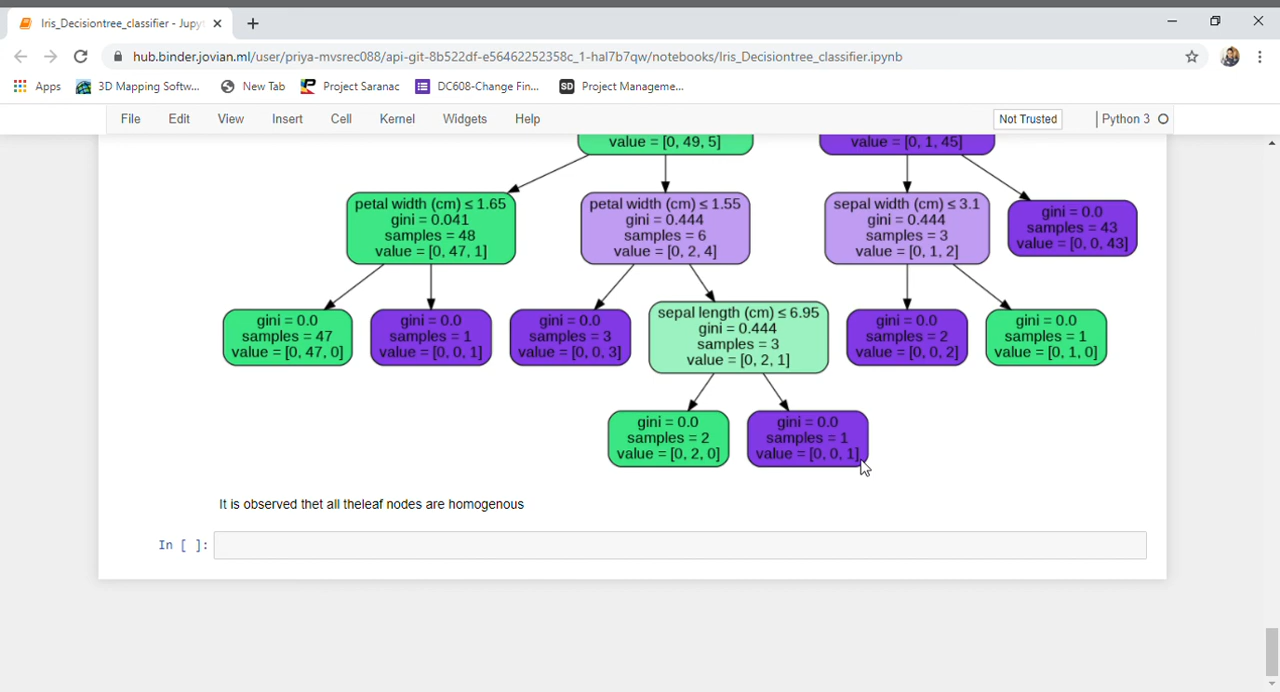 Iris_Decisiontree_classifier - Jupy
hub.binder.jovian.ml/user/priya-mvsrec088/api-git-8b522df-e56462252358c_1-hal7b7qw/notebooks/Iris_Decisiontree_classifier.ipynb
Apps 3D Mapping Softw... New Tab Project Saranac DC608-Change Fin... SD Project Manageme...
File Edit View Insert Cell Kernel Widgets Help Not Trusted Python 3
value = [0, 49, 5]
value = [0, 1, 45]
petal width (cm) ≤ 1.65
gini = 0.041
samples = 48
value = [0, 47, 1]
petal width (cm) ≤ 1.55
gini = 0.444
samples = 6
value = [0, 2, 4]
sepal width (cm) ≤ 3.1
gini = 0.444
samples = 3
value = [0, 1, 2]
gini = 0.0
samples = 43
value = [0, 0, 43]
gini = 0.0
samples = 47
value = [0, 47, 0]
gini = 0.0
samples = 1
value = [0, 0, 1]
gini = 0.0
samples = 3
value = [0, 0, 3]
sepal length (cm) ≤ 6.95
gini = 0.444
samples = 3
value = [0, 2, 1]
gini = 0.0
samples = 2
value = [0, 0, 2]
gini = 0.0
samples = 1
value = [0, 1, 0]
gini = 0.0
samples = 2
value = [0, 2, 0]
gini = 0.0
samples = 1
value = [0, 0, 1]
It is observed thet all theleaf nodes are homogenous
In [ ]: